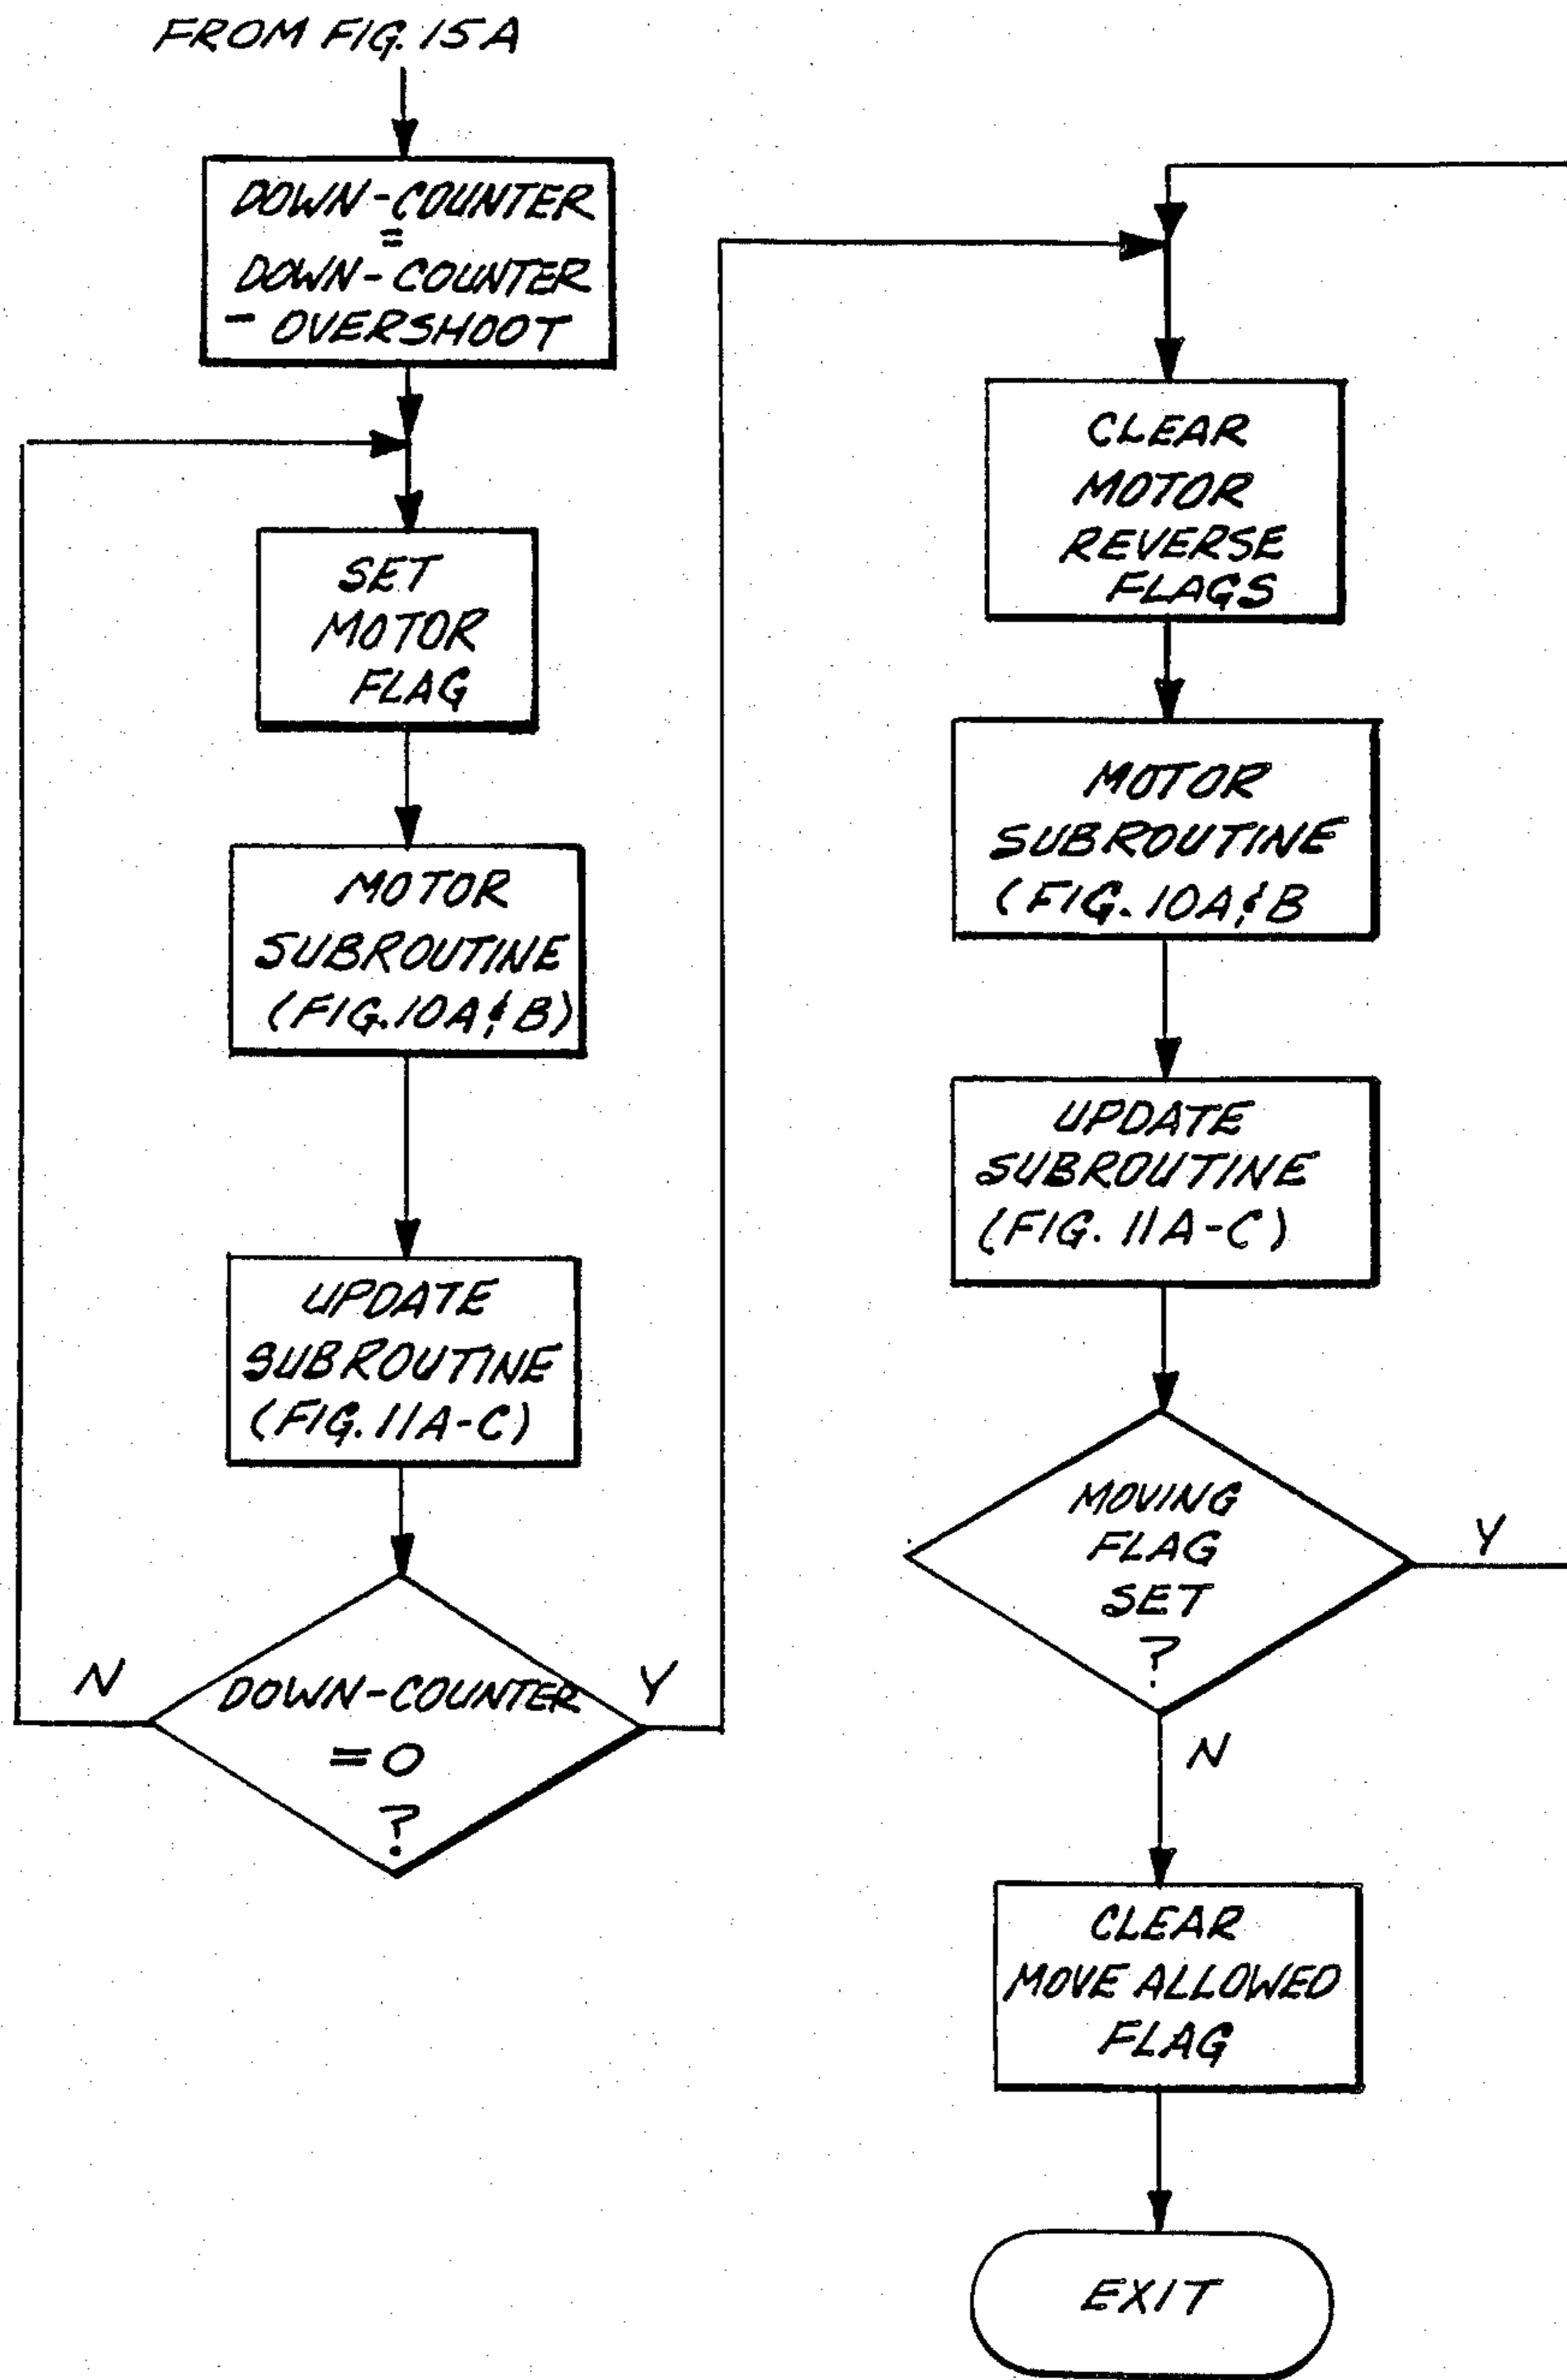 FROM FIG. 15A
DOWN-COUNTER
=
DOWN-COUNTER
- OVERSHOOT
SET
MOTOR
FLAG
MOTOR
SUBROUTINE
(FIG. 10A & B)
UPDATE
SUBROUTINE
(FIG. 11A-C)
DOWN-COUNTER
= 0
?
N
Y
CLEAR
MOTOR
REVERSE
FLAGS
MOTOR
SUBROUTINE
(FIG. 10A & B
UPDATE
SUBROUTINE
(FIG. 11A-C)
MOVING
FLAG
SET
?
Y
N
CLEAR
MOVE ALLOWED
FLAG
EXIT